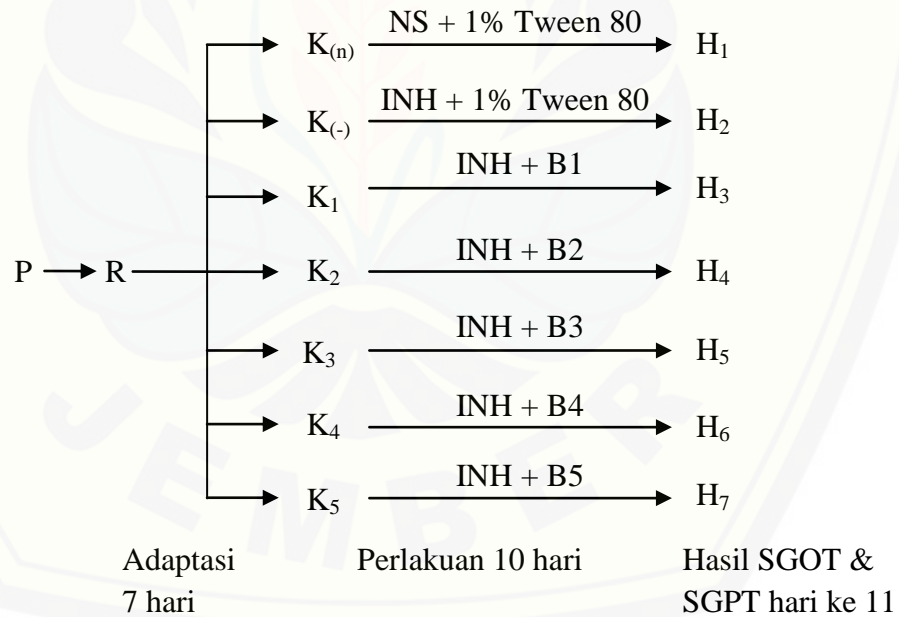 K(n) NS + 1% Tween 80 H1
K(-) INH + 1% Tween 80 H2
K1 INH + B1 H3
P R K2 INH + B2 H4
K3 INH + B3 H5
K4 INH + B4 H6
K5 INH + B5 H7
Adaptasi Perlakuan 10 hari Hasil SGOT &
7 hari SGPT hari ke 11
JEMBER